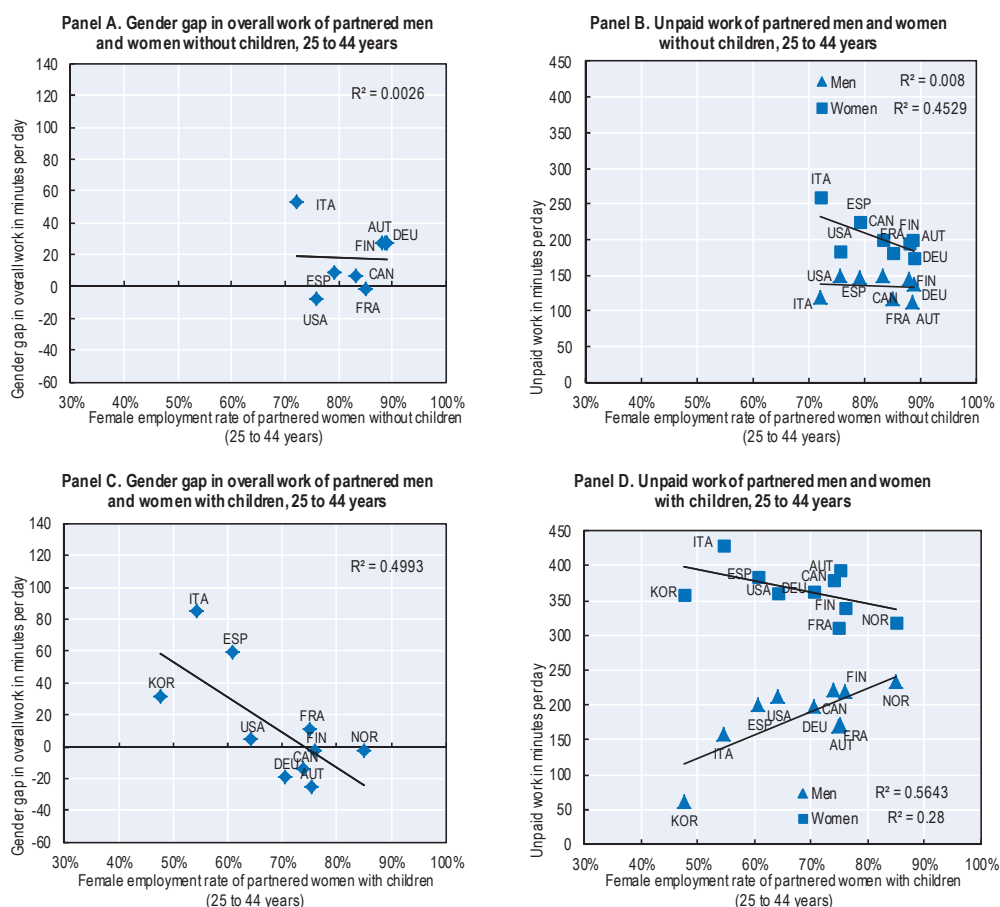 Panel A. Gender gap in overall work of partnered men
and women without children, 25 to 44 years
Gender gap in overall work in minutes per day
140
120
100
80
60
40
20
0
-20
-40
-60
R² = 0.0026
ITA
AUT
DEU
FIN
ESP
CAN
USA
FRA
30%
40%
50%
60%
70%
80%
90%
100%
Female employment rate of partnered women without children
(25 to 44 years)
Panel B. Unpaid work of partnered men and women
without children, 25 to 44 years
Unpaid work in minutes per day
450
400
350
300
250
200
150
100
50
0
Men
R² = 0.008
Women
R² = 0.4529
ITA
ESP
CAN
FIN
USA
FRA
AUT
DEU
USA
FIN
ITA
ESP
CAN
DEU
FRA
AUT
30%
40%
50%
60%
70%
80%
90%
100%
Female employment rate of partnered women without children
(25 to 44 years)
Panel C. Gender gap in overall work of partnered men
and women with children, 25 to 44 years
Gender gap in overall work in minutes per day
140
120
100
80
60
40
20
0
-20
-40
-60
R² = 0.4993
ITA
ESP
KOR
USA
FRA
FIN
NOR
CAN
DEU
AUT
30%
40%
50%
60%
70%
80%
90%
100%
Female employment rate of partnered women with children
(25 to 44 years)
Panel D. Unpaid work of partnered men and women
with children, 25 to 44 years
Unpaid work in minutes per day
450
400
350
300
250
200
150
100
50
0
ITA
ESP
AUT
CAN
KOR
USA
DEU
FIN
FRA
NOR
FIN
NOR
USA
CAN
ESP
DEU
FRA
ITA
AUT
KOR
Men
R² = 0.5643
Women
R² = 0.28
30%
40%
50%
60%
70%
80%
90%
100%
Female employment rate of partnered women with children
(25 to 44 years)